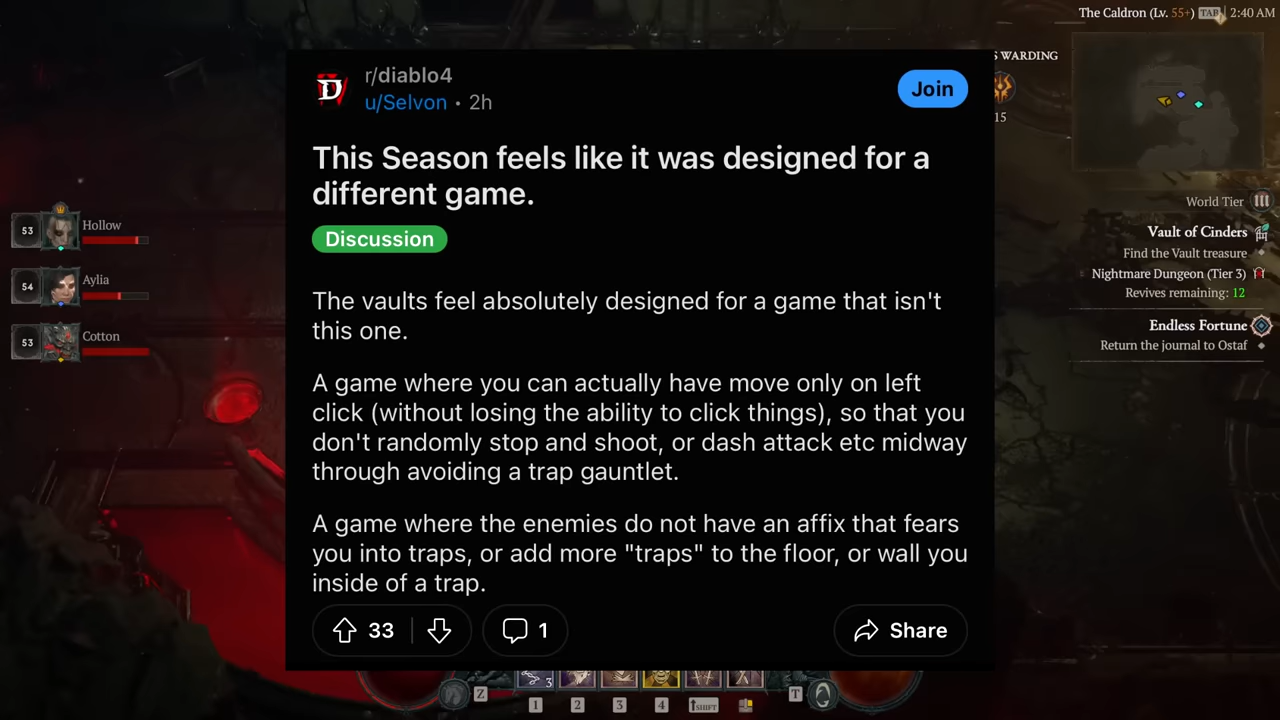 The Caldron (Lv. 55+) TAB 2:40 AM
S WARDING
15
r/diablo4
u/Selvon • 2h
Join
This Season feels like it was designed for a
different game.
Discussion
The vaults feel absolutely designed for a game that isn't
this one.
A game where you can actually have move only on left
click (without losing the ability to click things), so that you
don't randomly stop and shoot, or dash attack etc midway
through avoiding a trap gauntlet.
A game where the enemies do not have an affix that fears
you into traps, or add more "traps" to the floor, or wall you
inside of a trap.
33
1
Share
53 Hollow
54 Aylia
53 Cotton
World Tier III
Vault of Cinders
Find the Vault treasure
Nightmare Dungeon (Tier 3)
Revives remaining: 12
Endless Fortune
Return the journal to Ostaf
3
Z
1
2
3
4
SHIFT
T